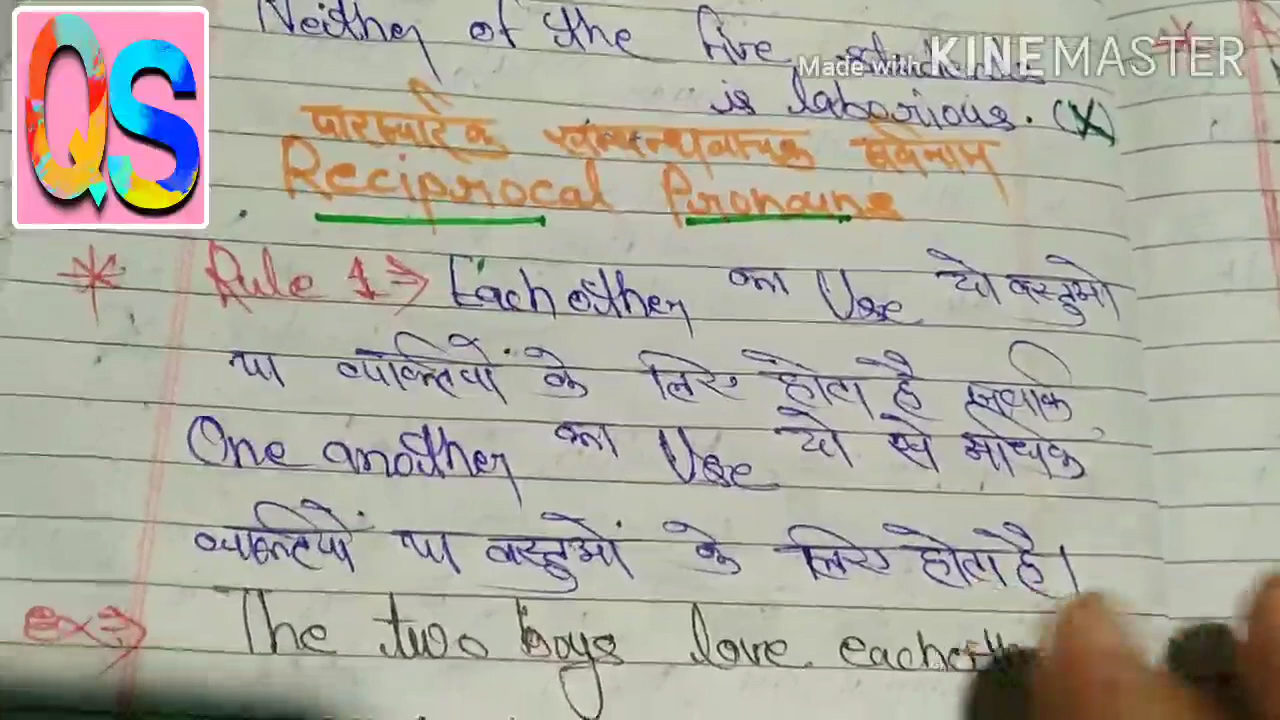 QS
Neither of the five
Made with KINEMASTER
is laborious. (X)
पारस्परिक सम्बन्धवाचक सर्वनाम
Reciprocal Pronouns
* Rule 1⇒ Each other का Use दो वस्तुओ
या व्यक्तियों के लिए होता है जबकि
One another का Use दो से अधिक
व्यक्तियों या वस्तुओं के लिए होता है।
ex⇒ The two boys love eachother